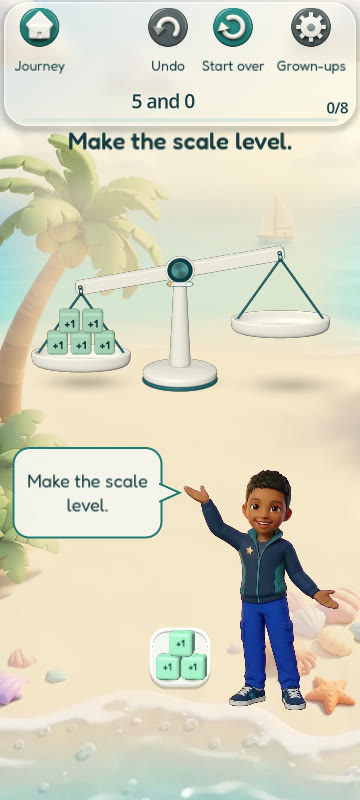 Journey
Undo
Start over
Grown-ups
5 and 0
0/8
Make the scale level.
+1 +1
+1 +1 +1
Make the scale
level.
+1
+1 +1